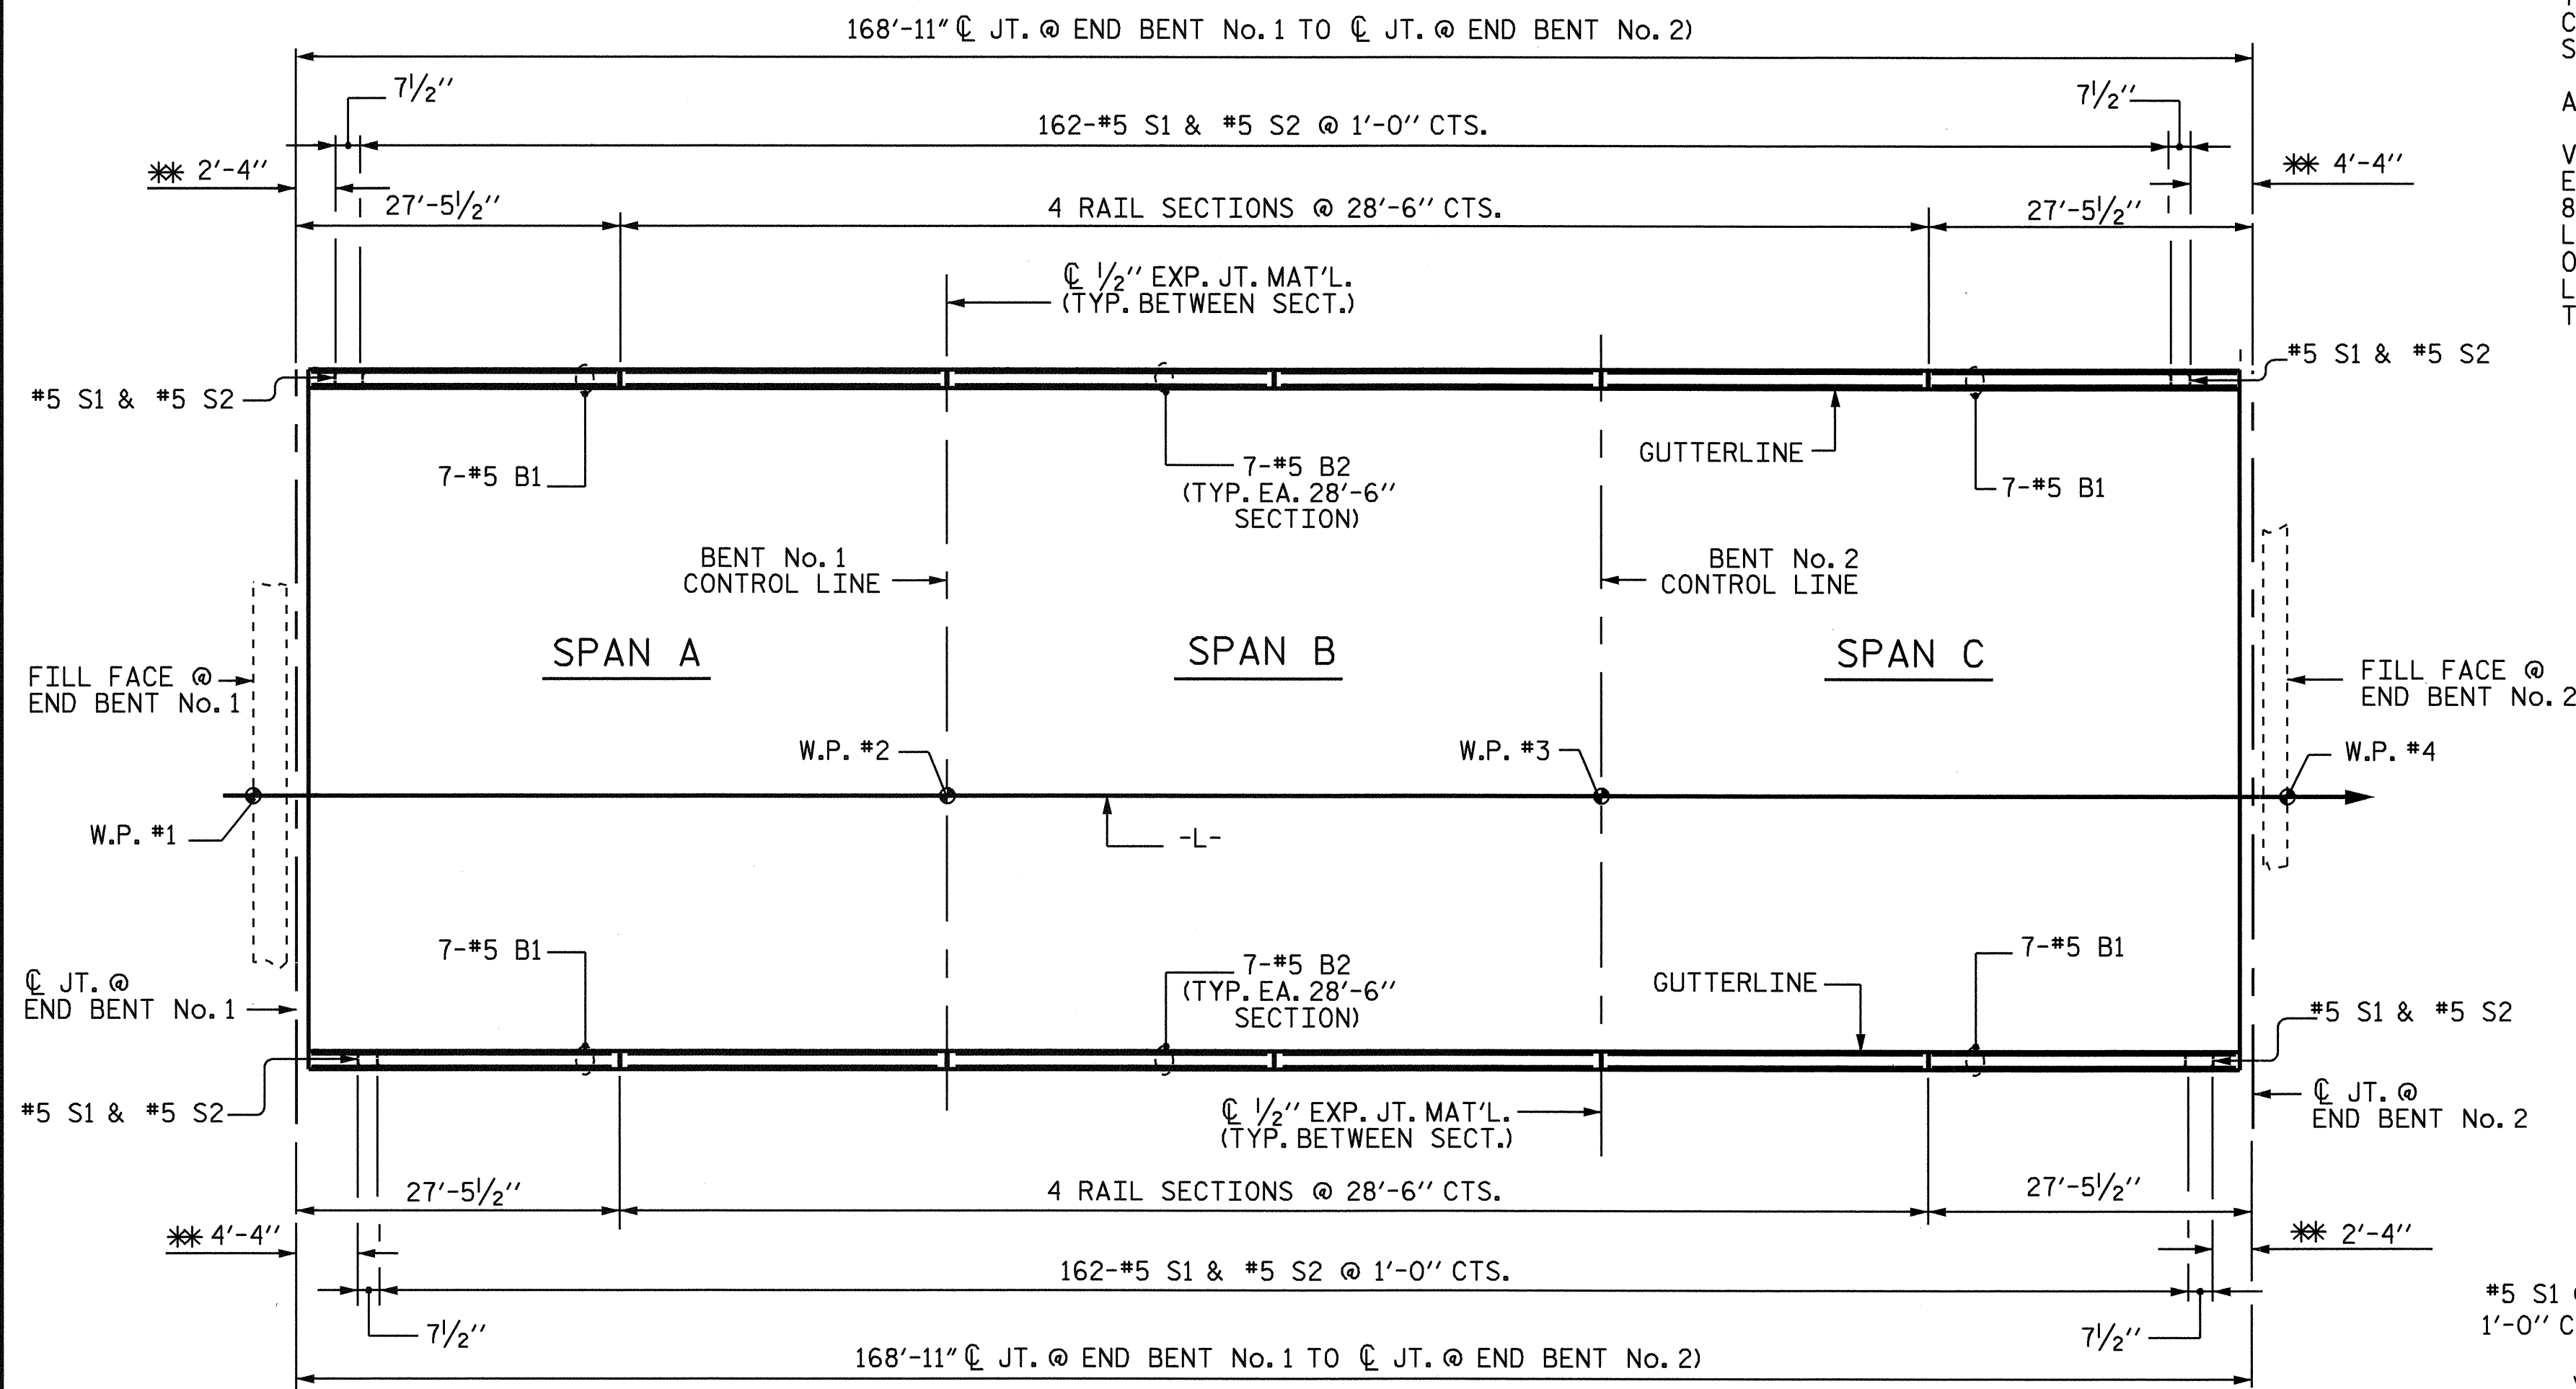 168'-11" ℄ JT. @ END BENT No. 1 TO ℄ JT. @ END BENT No. 2)
C
S
7½"
7½"
A
162-#5 S1 & #5 S2 @ 1'-0" CTS.
** 2'-4"
** 4'-4"
V
E
8
L
O
L
T
27'-5½"
4 RAIL SECTIONS @ 28'-6" CTS.
27'-5½"
℄ ½" EXP. JT. MAT'L.
(TYP. BETWEEN SECT.)
#5 S1 & #5 S2
#5 S1 & #5 S2
7-#5 B1
7-#5 B2
(TYP. EA. 28'-6"
SECTION)
GUTTERLINE
7-#5 B1
BENT No. 1
CONTROL LINE
BENT No. 2
CONTROL LINE
SPAN A
SPAN B
SPAN C
FILL FACE @
END BENT No. 1
FILL FACE @
END BENT No. 2
W.P. #2
W.P. #3
W.P. #4
W.P. #1
-L-
7-#5 B1
7-#5 B2
(TYP. EA. 28'-6"
SECTION)
GUTTERLINE
7-#5 B1
℄ JT. @
END BENT No. 1
#5 S1 & #5 S2
#5 S1 & #5 S2
℄ ½" EXP. JT. MAT'L.
(TYP. BETWEEN SECT.)
℄ JT. @
END BENT No. 2
27'-5½"
4 RAIL SECTIONS @ 28'-6" CTS.
27'-5½"
** 4'-4"
** 2'-4"
162-#5 S1 & #5 S2 @ 1'-0" CTS.
#5 S1
1'-0" C
7½"
7½"
168'-11" ℄ JT. @ END BENT No. 1 TO ℄ JT. @ END BENT No. 2)